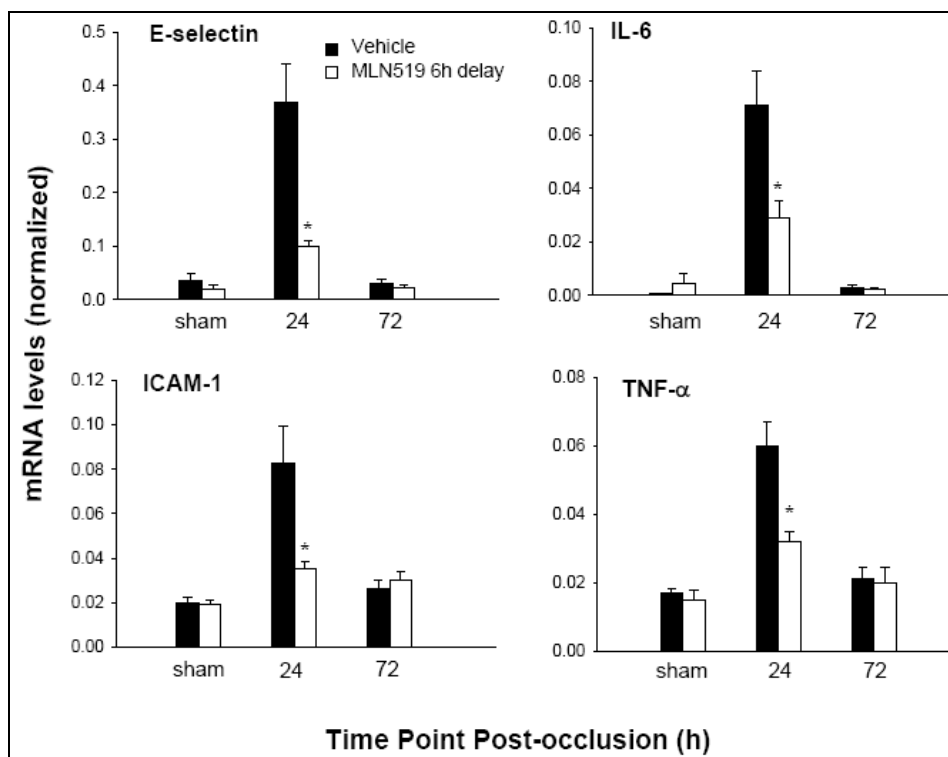 E-selectin
Vehicle
MLN519 6h delay
0.5
0.4
0.3
0.2
0.1
0.0
*
sham 24 72
IL-6
0.10
0.08
0.06
0.04
0.02
0.00
*
sham 24 72
mRNA levels (normalized)
ICAM-1
0.12
0.10
0.08
0.06
0.04
0.02
0.00
*
sham 24 72
TNF-α
0.08
0.06
0.04
0.02
0.00
*
sham 24 72
Time Point Post-occlusion (h)